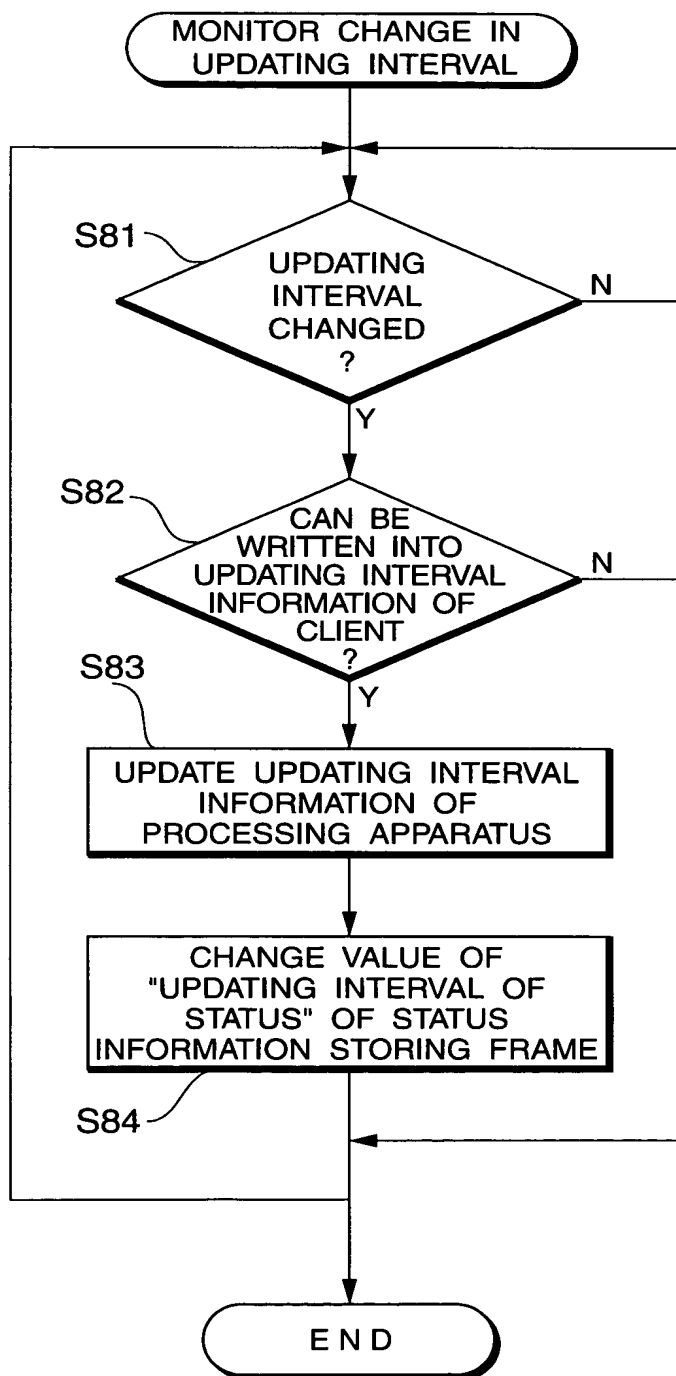 MONITOR CHANGE IN
UPDATING INTERVAL
S81
UPDATING
INTERVAL
CHANGED
?
N
Y
S82
CAN BE
WRITTEN INTO
UPDATING INTERVAL
INFORMATION OF
CLIENT
?
N
Y
S83
UPDATE UPDATING INTERVAL
INFORMATION OF
PROCESSING APPARATUS
CHANGE VALUE OF
"UPDATING INTERVAL OF
STATUS" OF STATUS
INFORMATION STORING FRAME
S84
END